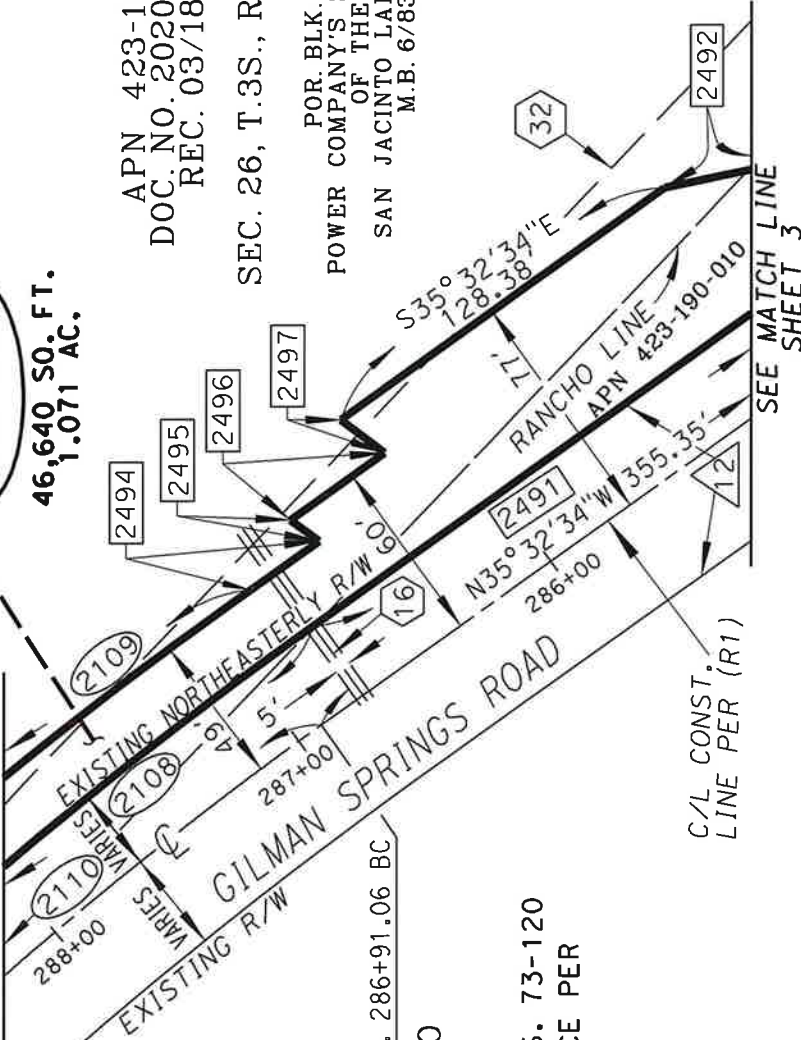 46,640 SQ. FT.
1.071 AC.
APN 423-1
DOC. NO. 2020
REC. 03/18
SEC. 26, T.3S., R
POR. BLK.
POWER COMPANY'S
OF THE
SAN JACINTO LA
M.B. 6/83
2494
2495
2496
2497
32
2492
S35°32'34"E
128.38'
77'
RANCHO LINE
APN 423-190-010
2491
N35°32'34"W 355.35'
286+00
12
SEE MATCH LINE
SHEET 3
2109
EXISTING NORTHEASTERLY R/W
60'
16
5'
49'
2108
287+00
VARIES
VARIES
2110
288+00
GILMAN SPRINGS ROAD
EXISTING R/W
C/L CONST.
LINE PER (R1)
. 286+91.06 BC
S. 73-120
CE PER